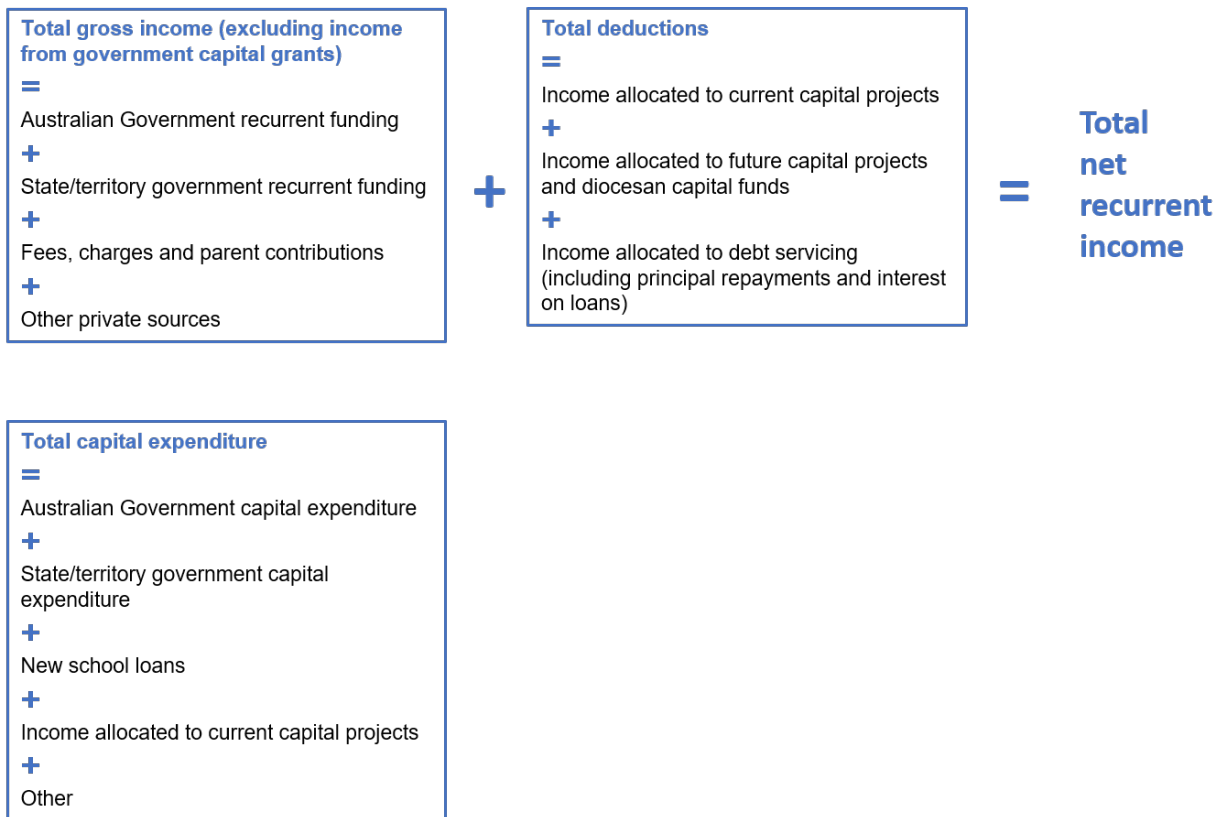 Total gross income (excluding income
from government capital grants)
=
Australian Government recurrent funding
+
State/territory government recurrent funding
+
Fees, charges and parent contributions
+
Other private sources
+
Total deductions
=
Income allocated to current capital projects
+
Income allocated to future capital projects
and diocesan capital funds
+
Income allocated to debt servicing
(including principal repayments and interest
on loans)
=
Total
net
recurrent
income
Total capital expenditure
=
Australian Government capital expenditure
+
State/territory government capital
expenditure
+
New school loans
+
Income allocated to current capital projects
+
Other